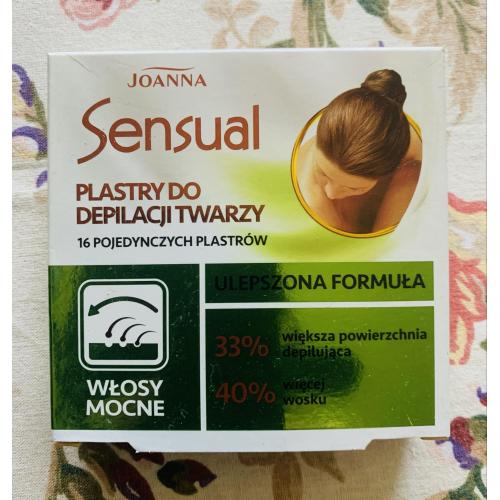 JOANNA
Sensual
PLASTRY DO
DEPILACJI TWARZY
16 POJEDYNCZYCH PLASTRÓW
ULEPSZONA FORMUŁA
33% większa powierzchnia
depilująca
40% więcej
wosku
WŁOSY
MOCNE